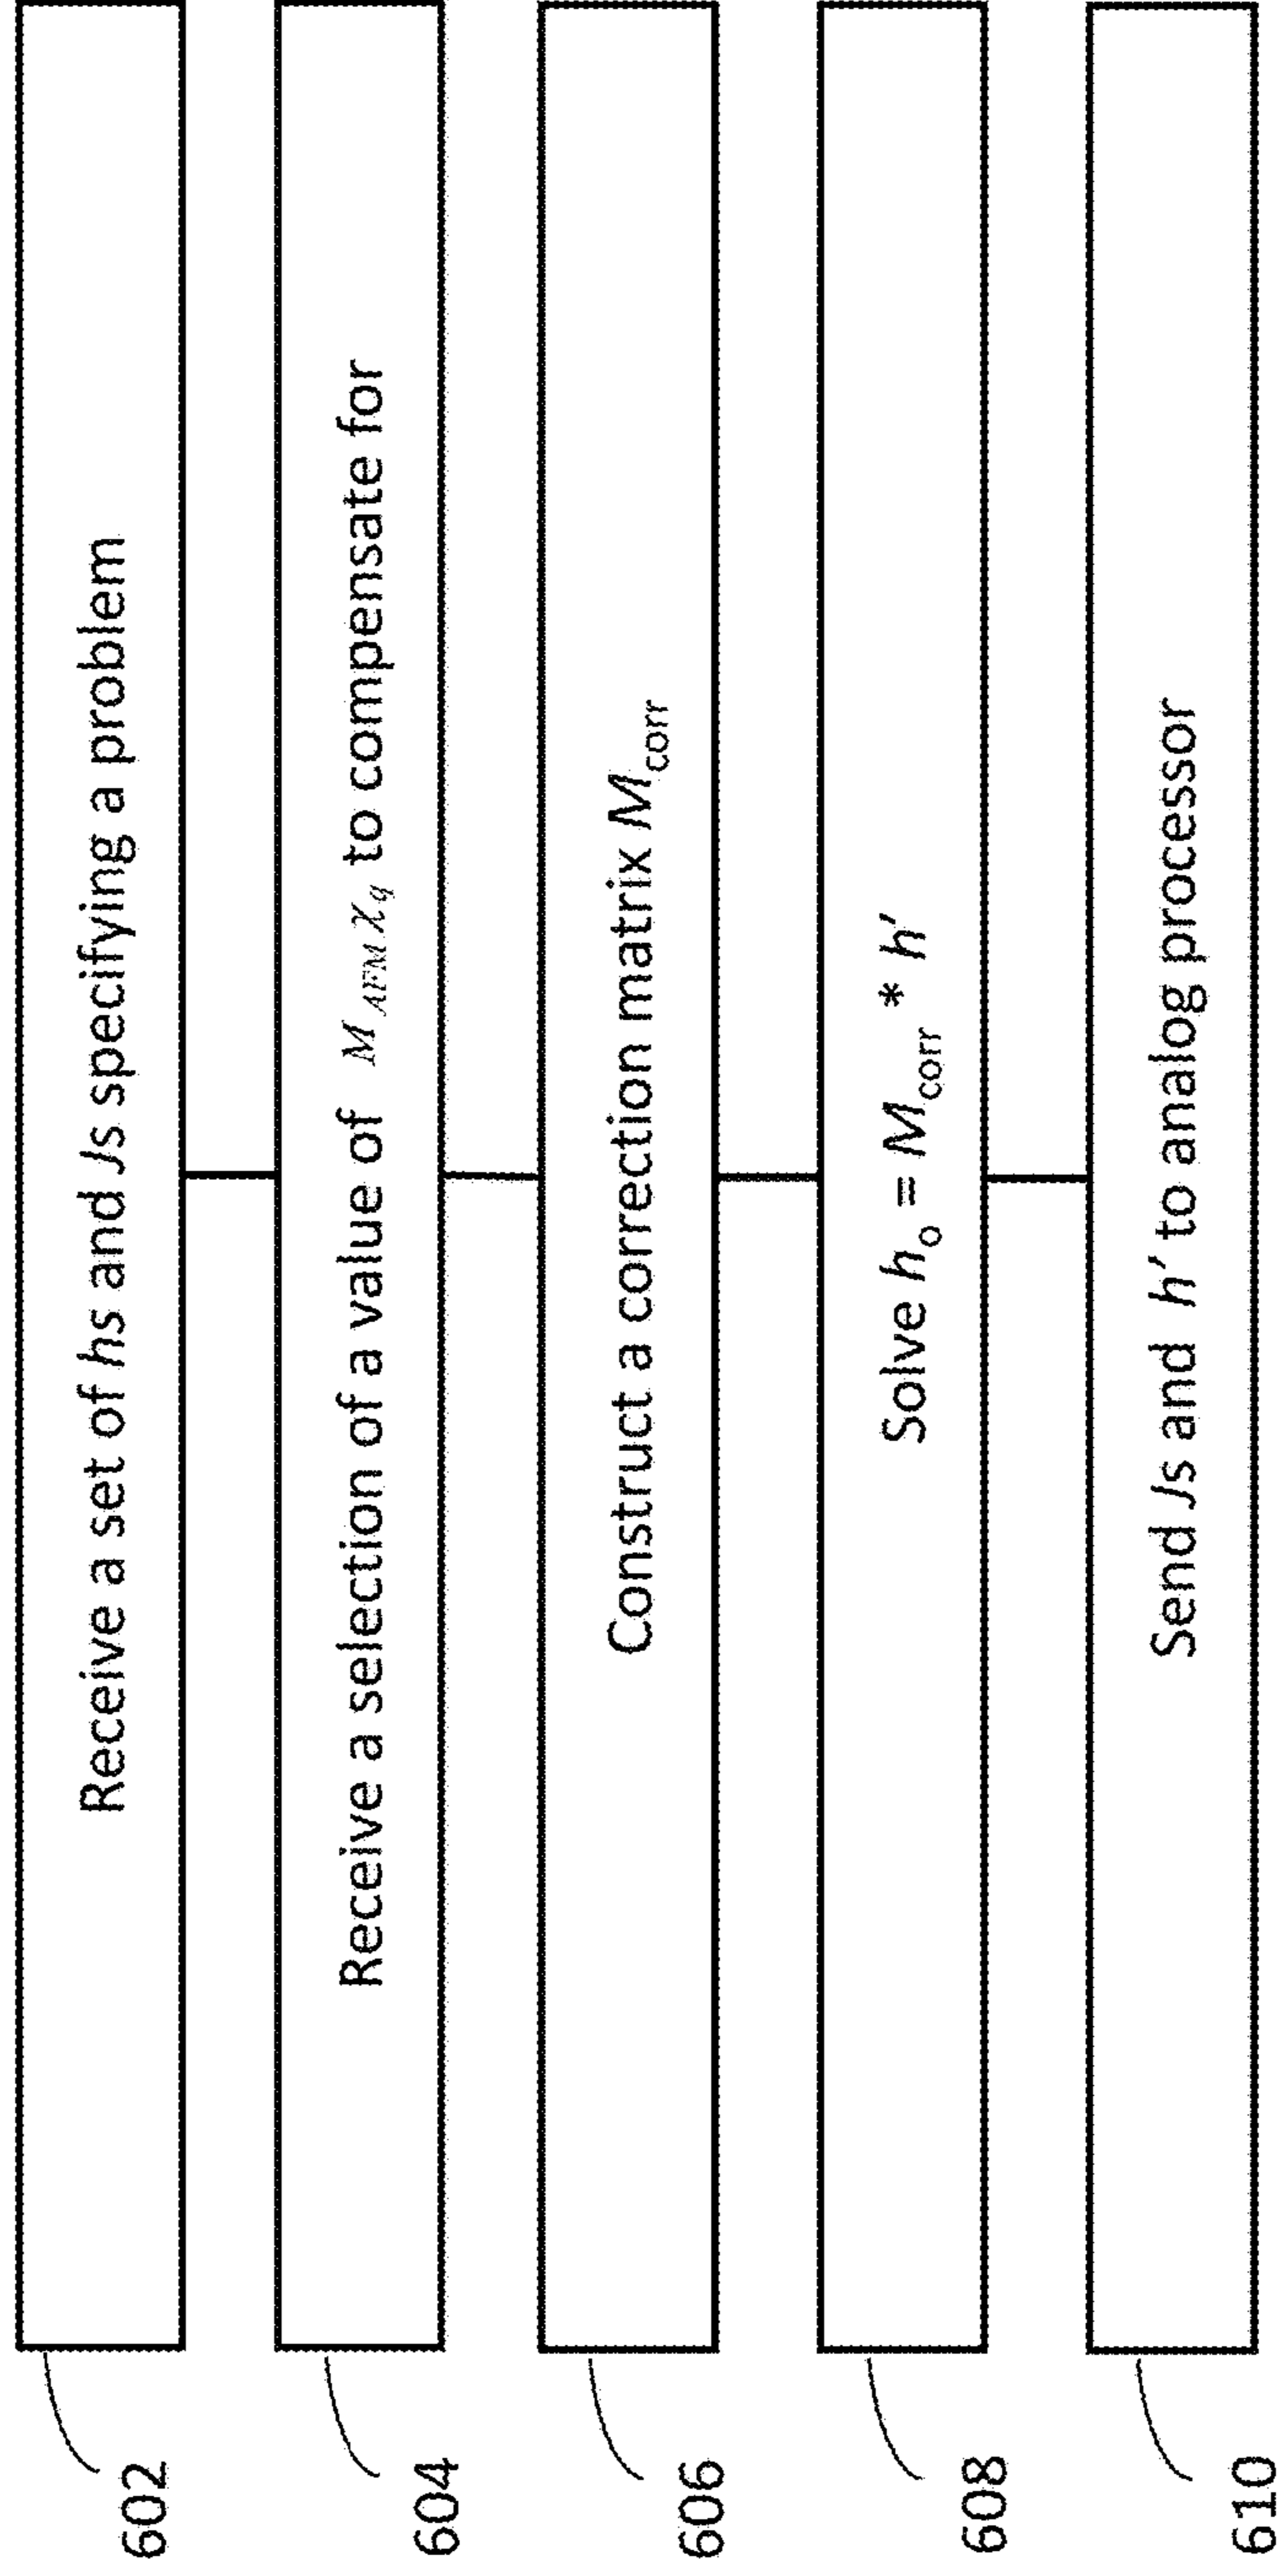 602 Receive a set of hs and Js specifying a problem
604 Receive a selection of a value of M_AFM χ_q to compensate for
606 Construct a correction matrix M_corr
608 Solve h_o = M_corr * h′
610 Send Js and h′ to analog processor